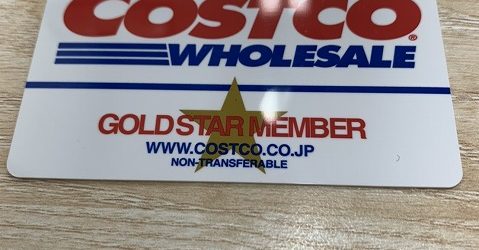 COSTCO
WHOLESALE
GOLD STAR MEMBER
WWW.COSTCO.CO.JP
NON-TRANSFERABLE